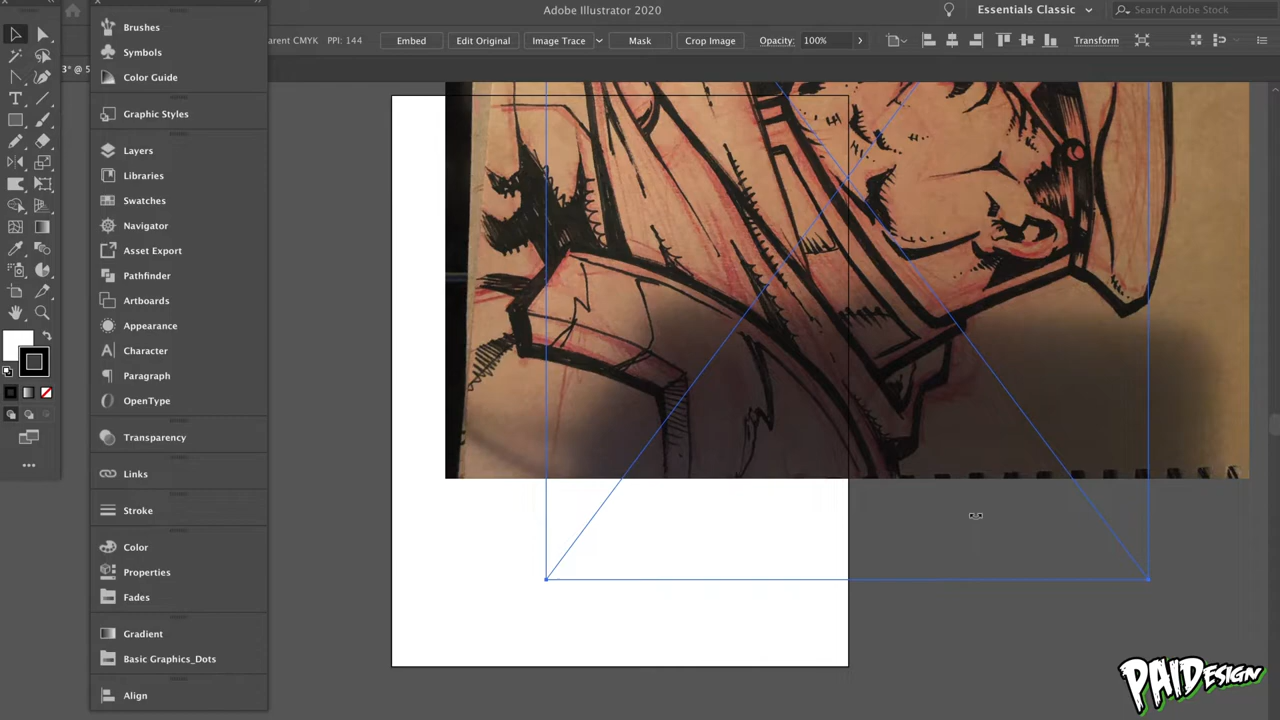 Adobe Illustrator 2020
Essentials Classic
Search Adobe Stock
arent CMYK PPI: 144
Embed
Edit Original
Image Trace
Mask
Crop Image
Opacity: 100%
Transform
3* @ 5
Brushes
Symbols
Color Guide
Graphic Styles
Layers
Libraries
Swatches
Navigator
Asset Export
Pathfinder
Artboards
Appearance
Character
Paragraph
OpenType
Transparency
Links
Stroke
Color
Properties
Fades
Gradient
Basic Graphics_Dots
Align
PAIDESIGN